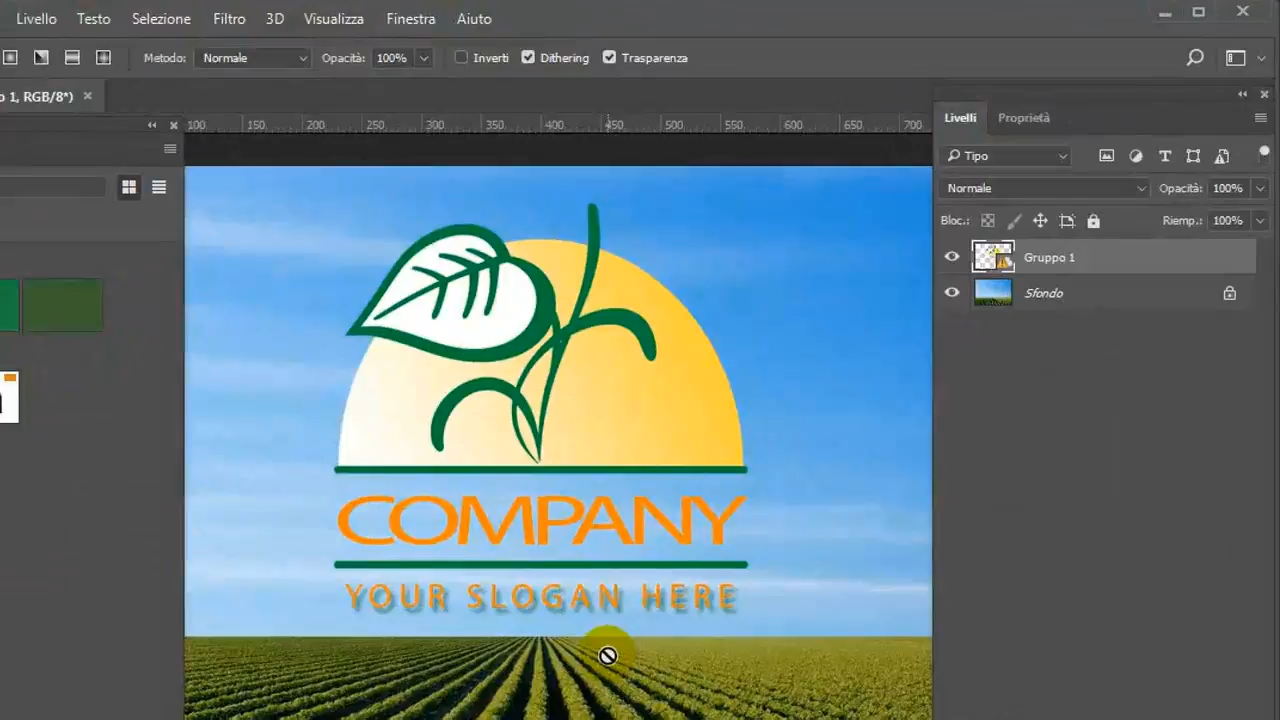 Livello Testo Selezione Filtro 3D Visualizza Finestra Aiuto
Metodo: Normale Opacità: 100% Inverti Dithering Trasparenza
o 1, RGB/8*)
100 150 200 250 300 350 400 450 500 550 600 650 700
Livelli Proprietà
Tipo
Normale Opacità: 100%
Bloc.: Riemp.: 100%
Gruppo 1
Sfondo
COMPANY
YOUR SLOGAN HERE